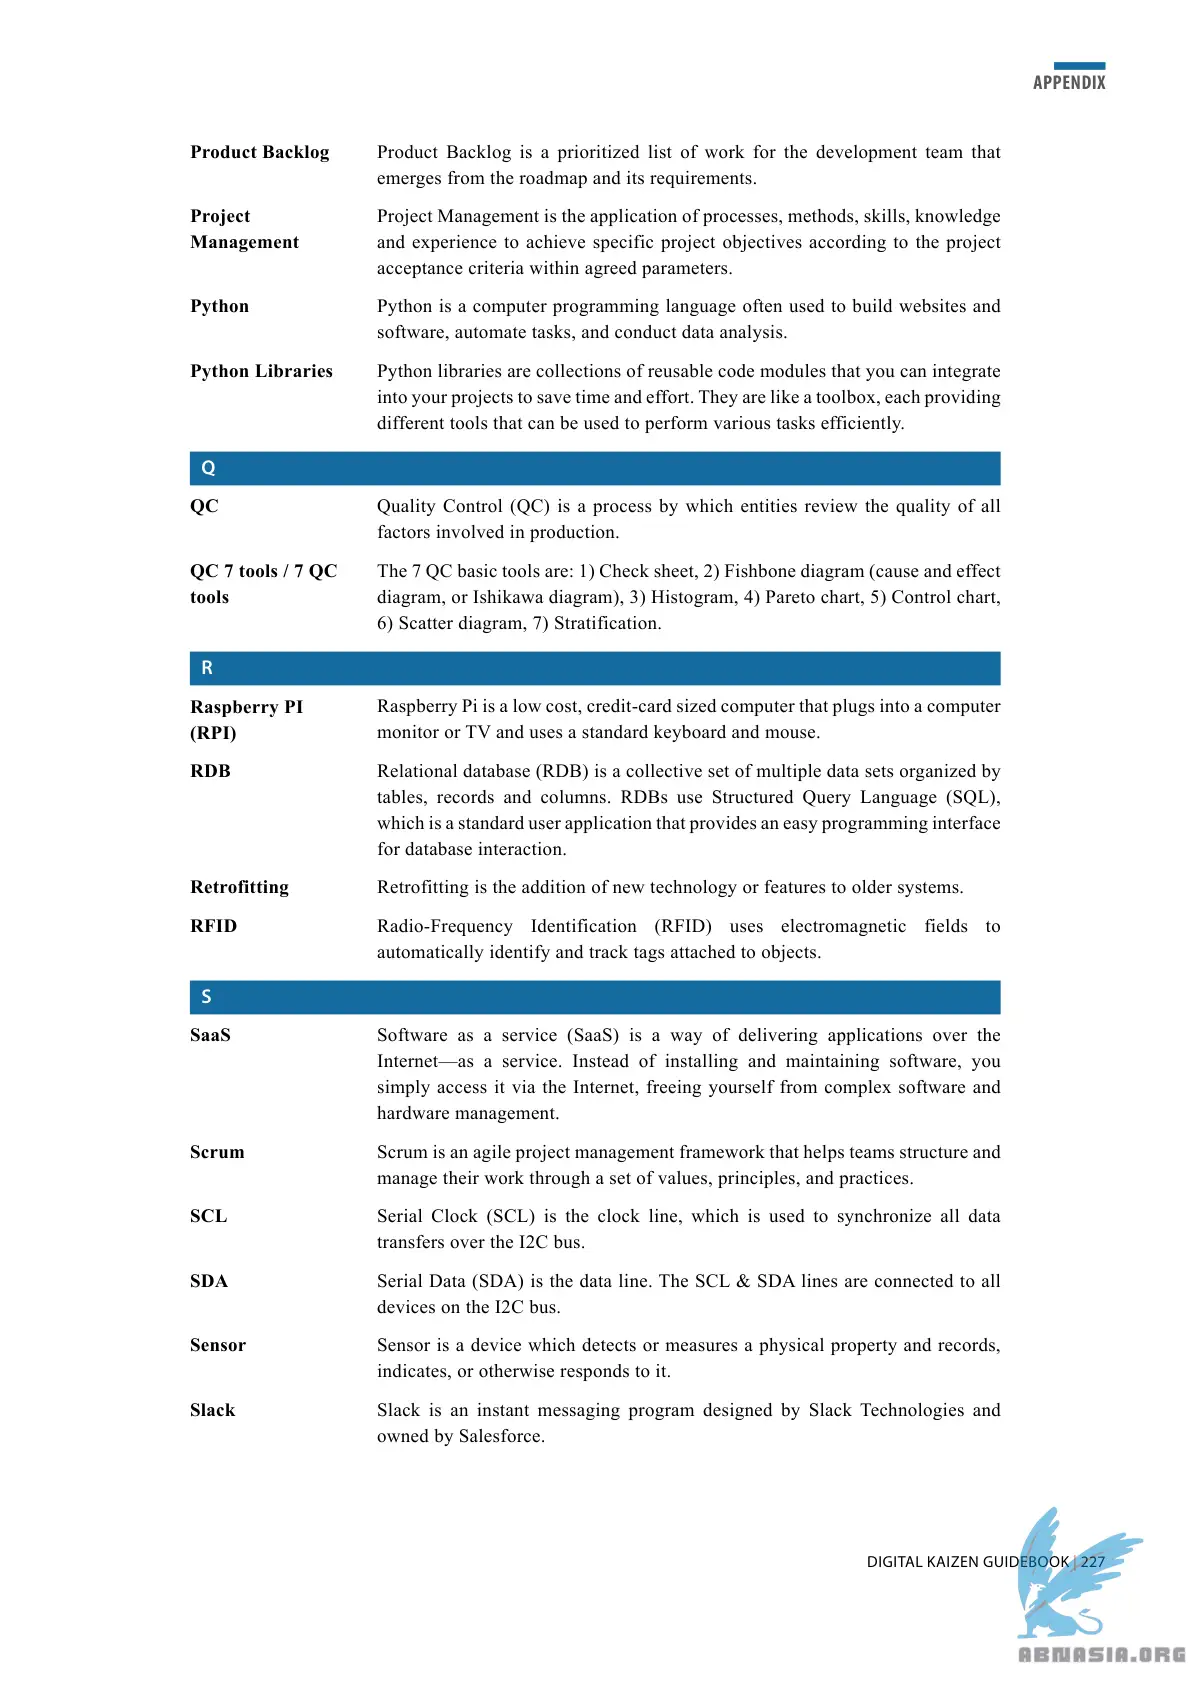 APPENDIX
Product Backlog
Product Backlog is a prioritized list of work for the development team that
emerges from the roadmap and its requirements.
Project
Management
Project Management is the application of processes, methods, skills, knowledge
and experience to achieve specific project objectives according to the project
acceptance criteria within agreed parameters.
Python
Python is a computer programming language often used to build websites and
software, automate tasks, and conduct data analysis.
Python Libraries
Python libraries are collections of reusable code modules that you can integrate
into your projects to save time and effort. They are like a toolbox, each providing
different tools that can be used to perform various tasks efficiently.
Q
QC
Quality Control (QC) is a process by which entities review the quality of all
factors involved in production.
QC 7 tools / 7 QC
tools
The 7 QC basic tools are: 1) Check sheet, 2) Fishbone diagram (cause and effect
diagram, or Ishikawa diagram), 3) Histogram, 4) Pareto chart, 5) Control chart,
6) Scatter diagram, 7) Stratification.
R
Raspberry PI
(RPI)
Raspberry Pi is a low cost, credit-card sized computer that plugs into a computer
monitor or TV and uses a standard keyboard and mouse.
RDB
Relational database (RDB) is a collective set of multiple data sets organized by
tables, records and columns. RDBs use Structured Query Language (SQL),
which is a standard user application that provides an easy programming interface
for database interaction.
Retrofitting
Retrofitting is the addition of new technology or features to older systems.
RFID
Radio-Frequency Identification (RFID) uses electromagnetic fields to
automatically identify and track tags attached to objects.
S
SaaS
Software as a service (SaaS) is a way of delivering applications over the
Internet—as a service. Instead of installing and maintaining software, you
simply access it via the Internet, freeing yourself from complex software and
hardware management.
Scrum
Scrum is an agile project management framework that helps teams structure and
manage their work through a set of values, principles, and practices.
SCL
Serial Clock (SCL) is the clock line, which is used to synchronize all data
transfers over the I2C bus.
SDA
Serial Data (SDA) is the data line. The SCL & SDA lines are connected to all
devices on the I2C bus.
Sensor
Sensor is a device which detects or measures a physical property and records,
indicates, or otherwise responds to it.
Slack
Slack is an instant messaging program designed by Slack Technologies and
owned by Salesforce.
DIGITAL KAIZEN GUIDEBOOK | 227
ABNASIA.ORG